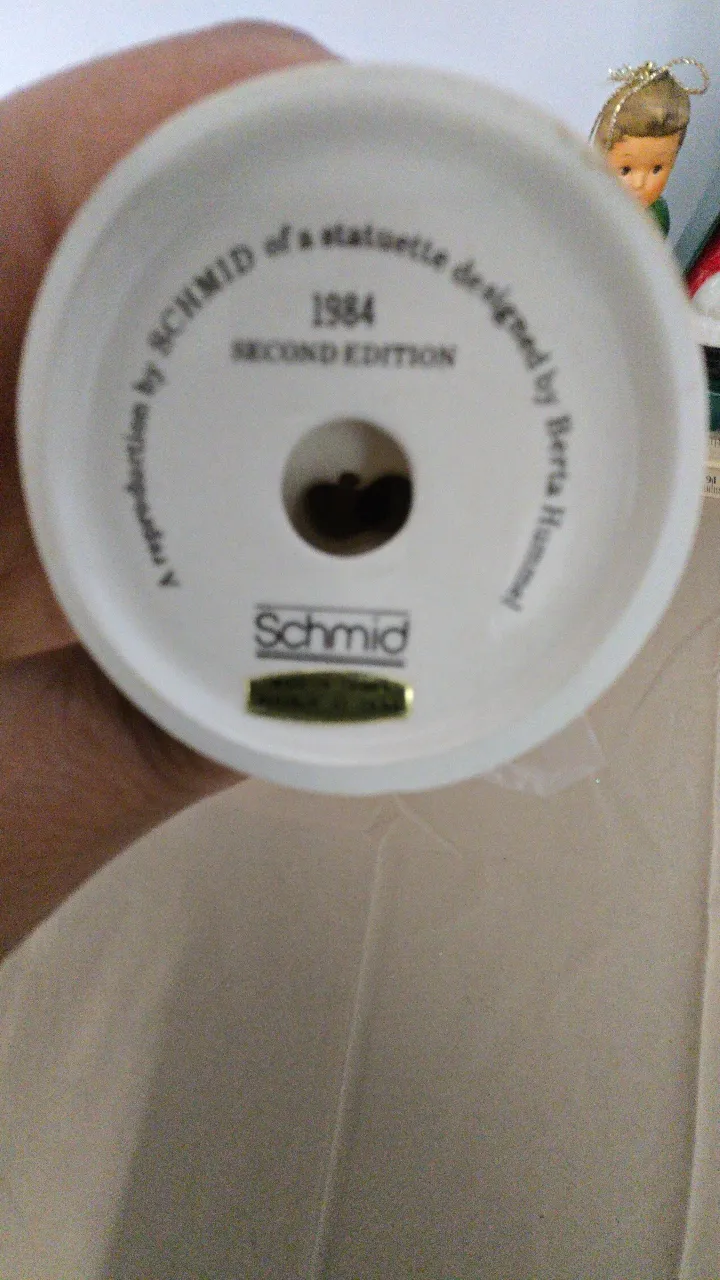 A reproduction by SCHMID of a statuette designed by Berta Hummel
1984
SECOND EDITION
Schmid